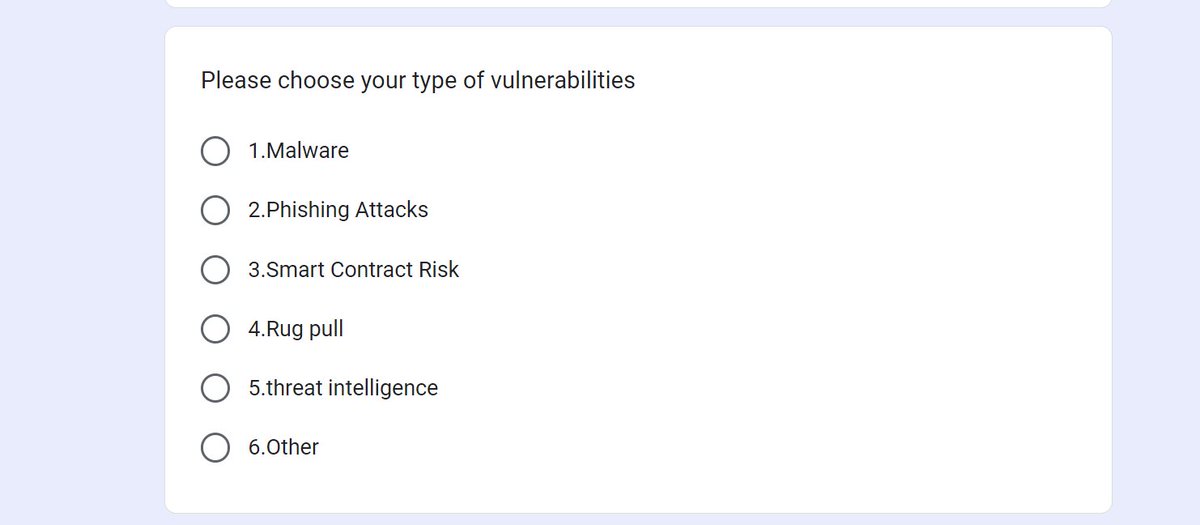 Please choose your type of vulnerabilities
1.Malware
2.Phishing Attacks
3.Smart Contract Risk
4.Rug pull
5.threat intelligence
6.Other